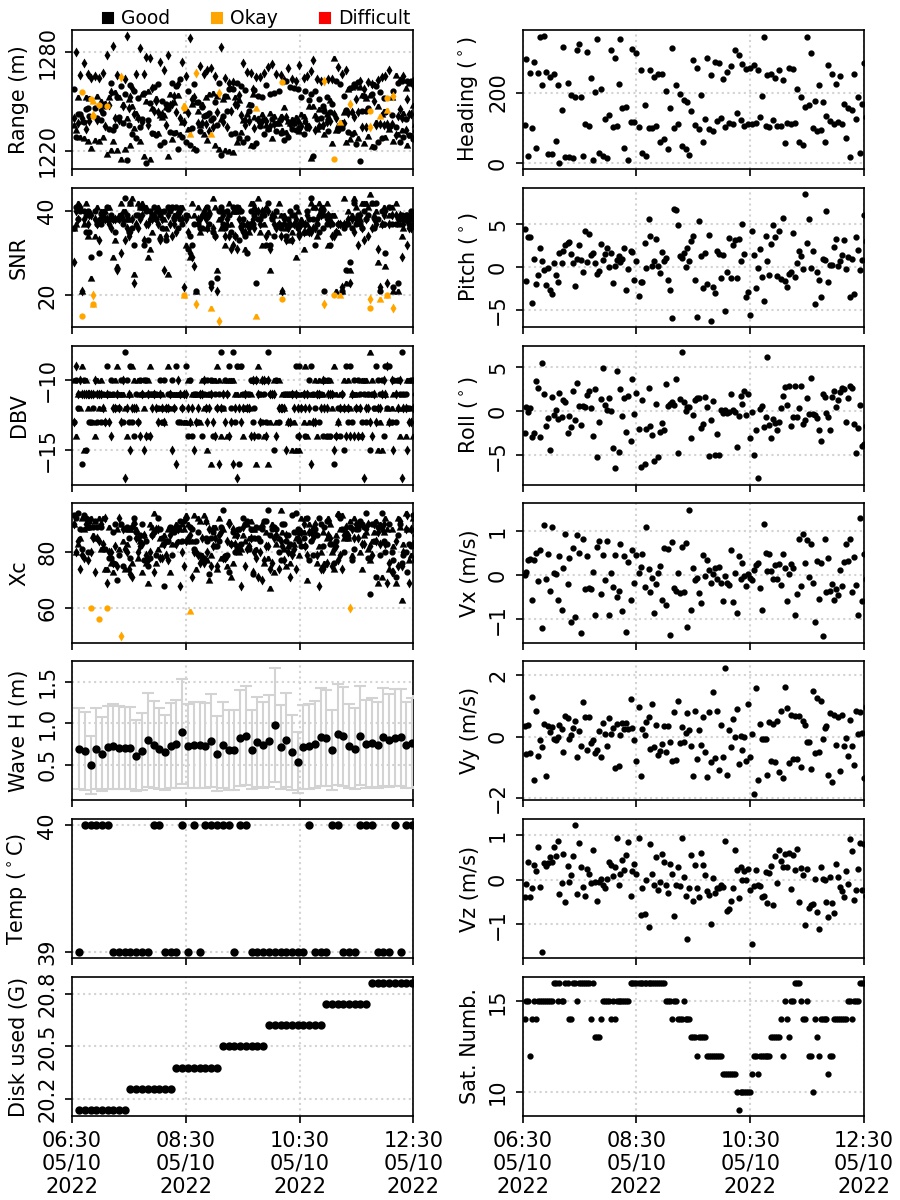 Good Okay Difficult
Range (m)
1280
1220
Heading (°)
200
0
SNR
40
20
Pitch (°)
5
0
−5
DBV
−10
−15
Roll (°)
5
0
−5
Xc
80
60
Vx (m/s)
1
0
−1
Wave H (m)
1.5
1.0
0.5
Vy (m/s)
2
0
−2
Temp (°C)
40
39
Vz (m/s)
1
0
−1
Disk used (G)
20.8
20.5
20.2
Sat. Numb.
15
10
06:30 08:30 10:30 12:30
05/10 05/10 05/10 05/10
2022 2022 2022 2022
06:30 08:30 10:30 12:30
05/10 05/10 05/10 05/10
2022 2022 2022 2022